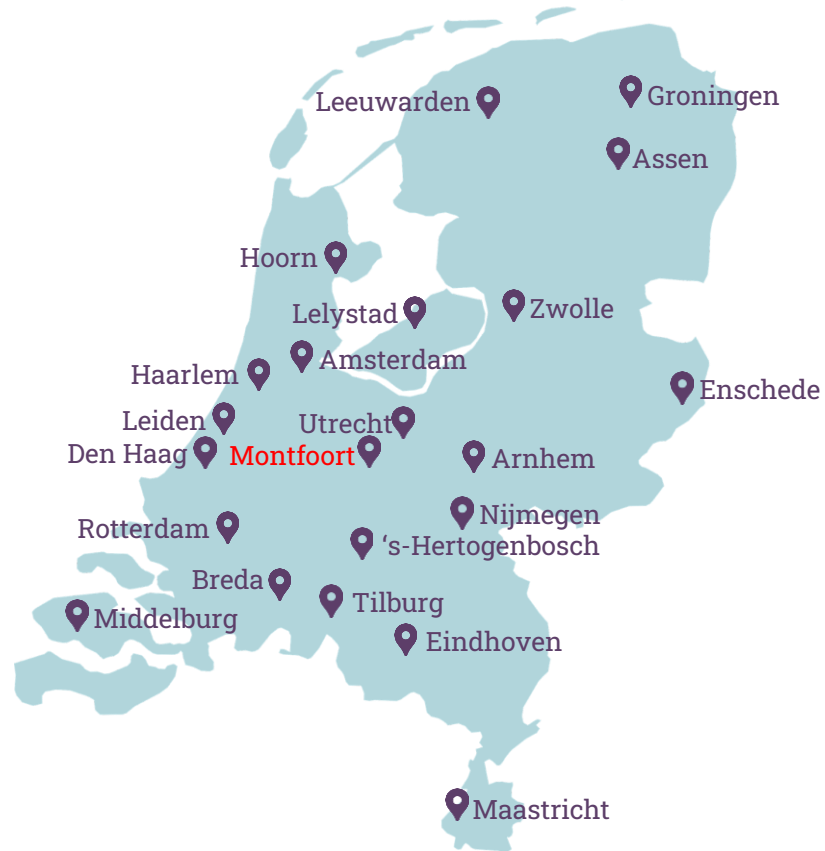 Leeuwarden
Groningen
Assen
Hoorn
Lelystad
Zwolle
Amsterdam
Haarlem
Enschede
Leiden
Utrecht
Den Haag
Montfoort
Arnhem
Nijmegen
Rotterdam
‘s-Hertogenbosch
Breda
Tilburg
Middelburg
Eindhoven
Maastricht